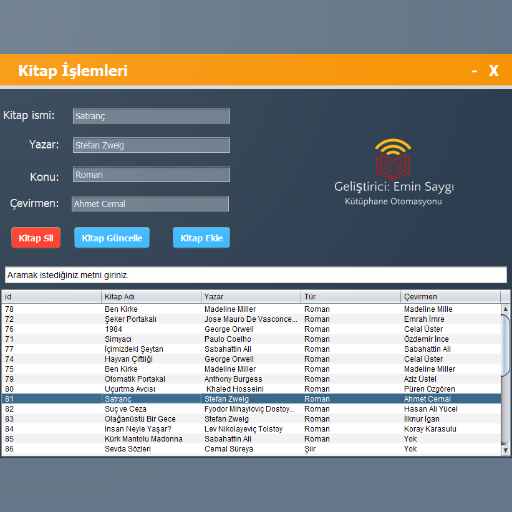 Kitap İşlemleri - X
Kitap ismi: Satranç
Yazar: Stefan Zweig
Konu: Roman
Çevirmen: Ahmet Cemal
Geliştirici: Emin Saygı
Kütüphane Otomasyonu
Kitap Sil Kitap Güncelle Kitap Ekle
Aramak istediğiniz metni giriniz.
id Kitap Adı Yazar Tür Çevirmen
78 Ben Kirke Madeline Miller Roman Madeline Mille
72 Şeker Portakalı Jose Mauro De Vasconce... Roman Emrah İmre
76 1984 George Orwell Roman Celal Üster
71 Simyacı Paulo Coelho Roman Özdemir İnce
77 İçimizdeki Şeytan Sabahattin Ali Roman Sabahattin Ali
74 Hayvan Çiftliği George Orwell Roman Celal Üster
75 Ben Kirke Madeline Miller Roman Madeline Miller
79 Otomatik Portakal Anthony Burgess Roman Aziz Üstel
80 Uçurtma Avcısı Khaled Hosseini Roman Püren Özgören
81 Satranç Stefan Zweig Roman Ahmet Cemal
82 Suç ve Ceza Fyodor Mihayloviç Dostoy... Roman Hasan Ali Yücel
83 Olağanüstü Bir Gece Stefan Zweig Roman İlknur İgan
84 İnsan Neyle Yaşar? Lev Nikolayeviç Tolstoy Roman Koray Karasulu
85 Kürk Mantolu Madonna Sabahattin Ali Roman Yok
86 Sevda Sözleri Cemal Süreya Şiir Yok